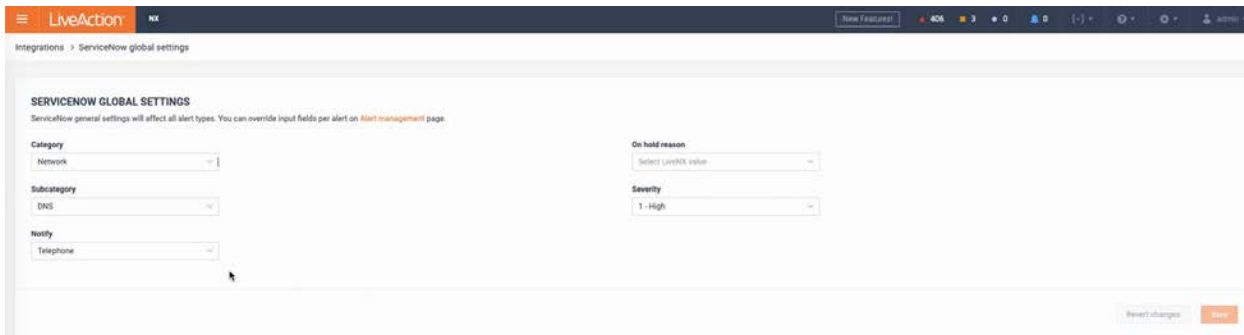 LiveAction NX New Features! 406 3 0 0 admin
Integrations > ServiceNow global settings
SERVICENOW GLOBAL SETTINGS
ServiceNow general settings will affect all alert types. You can override input fields per alert on Alert management page.
Category
On hold reason
Network
Select LiveNX value
Subcategory
Severity
DNS
1 - High
Notify
Telephone
Revert changes
Save